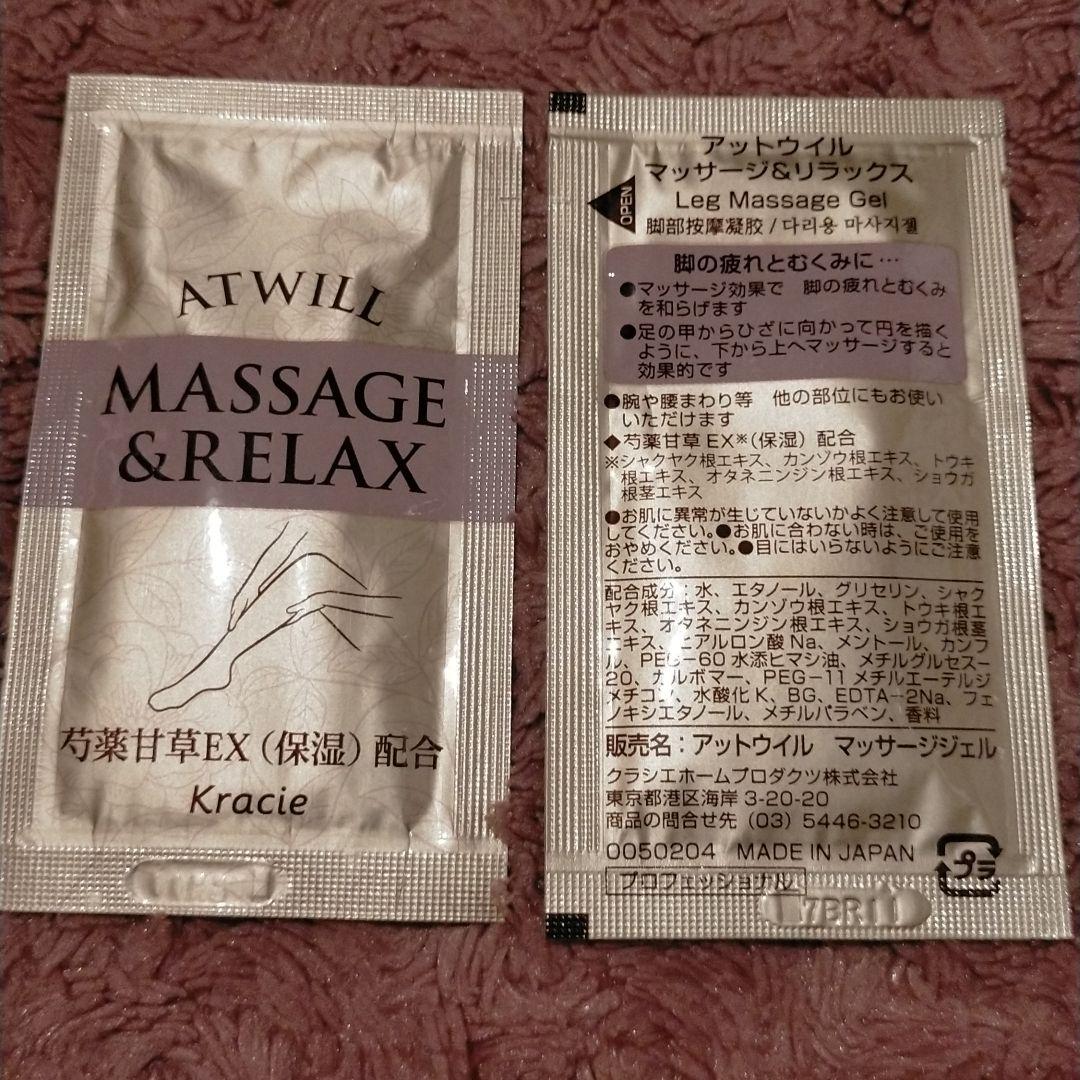 ATWILL
MASSAGE
&RELAX
芍薬甘草EX（保湿）配合
Kracie
アットウイル
マッサージ&リラックス
OPEN
Leg Massage Gel
脚部按摩凝胶 / 다리용 마사지젤
脚の疲れとむくみに…
●マッサージ効果で　脚の疲れとむくみ
を和らげます
●足の甲からひざに向かって円を描く
ように、下から上へマッサージすると
効果的です
●腕や腰まわり等　他の部位にもお使い
いただけます
◆芍薬甘草EX※（保湿）配合
※シャクヤク根エキス、カンゾウ根エキス、トウキ
根エキス、オタネニンジン根エキス、ショウガ
根茎エキス
●お肌に異常が生じていないかよく注意して使用
してください。●お肌に合わない時は、ご使用を
おやめください。●目にはいらないようにご注意
ください。
配合成分：水、エタノール、グリセリン、シャク
ヤク根エキス、カンゾウ根エキス、トウキ根エ
キス、オタネニンジン根エキス、ショウガ根茎
エキス、ヒアルロン酸Na、メントール、カンフ
ル、PEG-60水添ヒマシ油、メチルグルセス-
20、カルボマー、PEG-11メチルエーテルジ
メチコン、水酸化K、BG、EDTA-2Na、フェ
ノキシエタノール、メチルパラベン、香料
販売名：アットウイル　マッサージジェル
クラシエホームプロダクツ株式会社
東京都港区海岸3-20-20
商品の問合せ先（03）5446-3210
0050204 MADE IN JAPAN
プラ
プロフェッショナル
7BR11